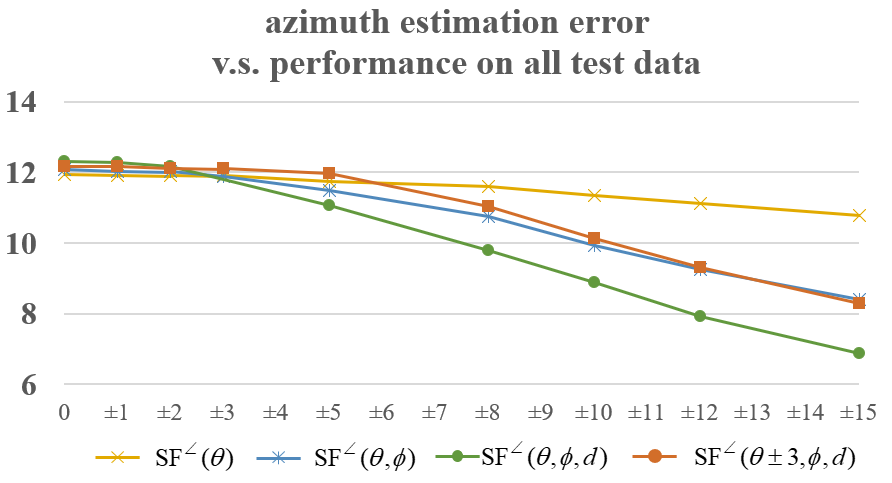 azimuth estimation error
v.s. performance on all test data
14
12
10
8
6
0 ±1 ±2 ±3 ±4 ±5 ±6 ±7 ±8 ±9 ±10 ±11 ±12 ±13 ±14 ±15
SF∠(θ) SF∠(θ,ϕ) SF∠(θ,ϕ,d) SF∠(θ±3,ϕ,d)